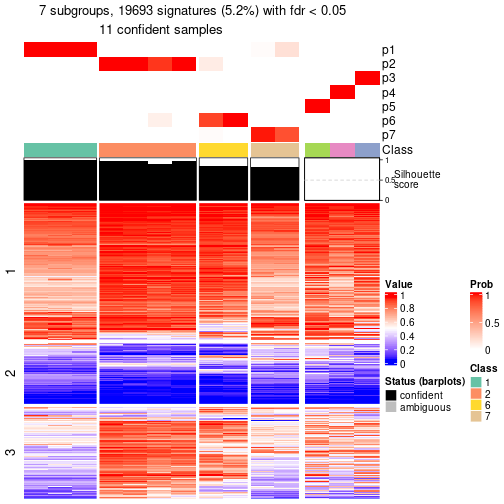 7 subgroups, 19693 signatures (5.2%) with fdr < 0.05
11 confident samples
p1
p2
p3
p4
p5
p6
p7
Class
1
0.5
0
Silhouette
score
1
2
3
Value
1
0.8
0.6
0.4
0.2
0
Prob
1
0.5
0
Status (barplots)
confident
ambiguous
Class
1
2
6
7